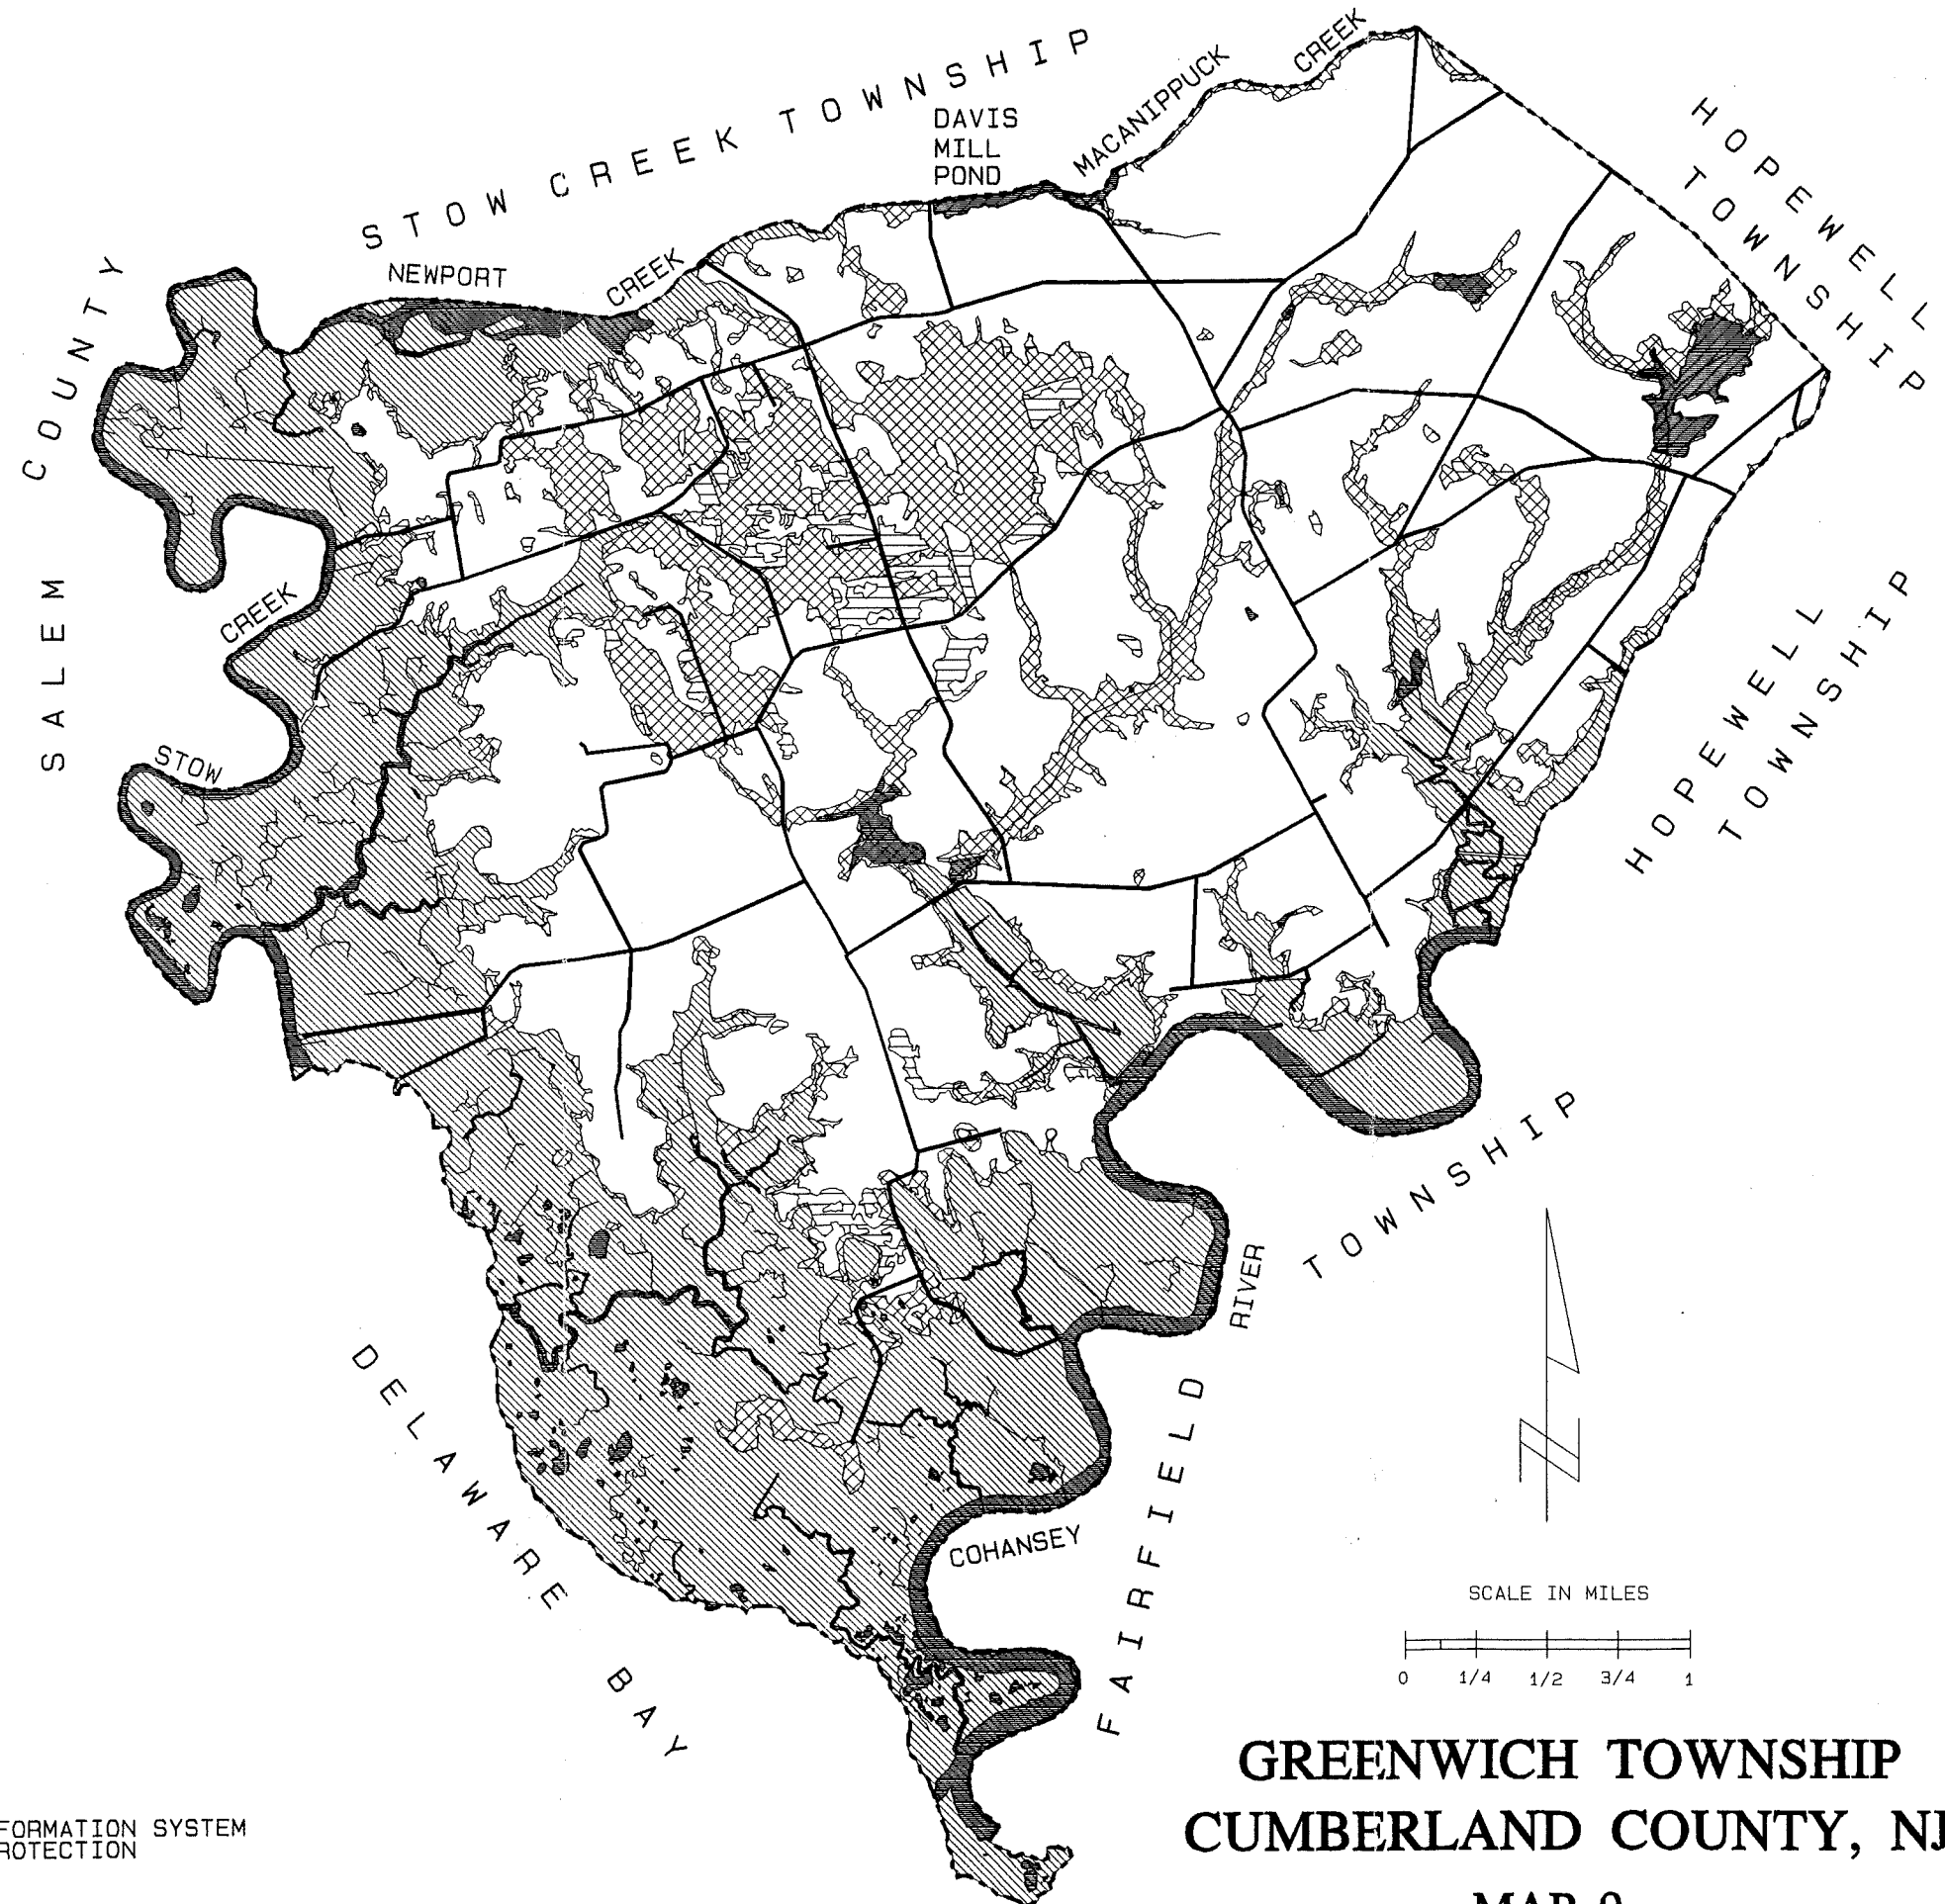 STOW CREEK TOWNSHIP
MACANIPPUCK CREEK
DAVIS
MILL
POND
HOPEWELL
TOWNSHIP
NEWPORT CREEK
SALEM COUNTY
STOW CREEK
HOPEWELL
TOWNSHIP
DELAWARE BAY
COHANSEY RIVER
FAIRFIELD TOWNSHIP
SCALE IN MILES
0 1/4 1/2 3/4 1
GREENWICH TOWNSHIP
CUMBERLAND COUNTY, NJ
FORMATION SYSTEM
ROTECTION